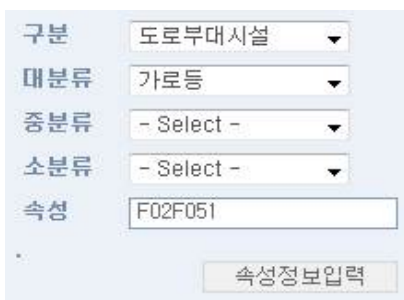 구분 도로부대시설
대분류 가로등
중분류 - Select -
소분류 - Select -
속성 F02F051
속성정보입력